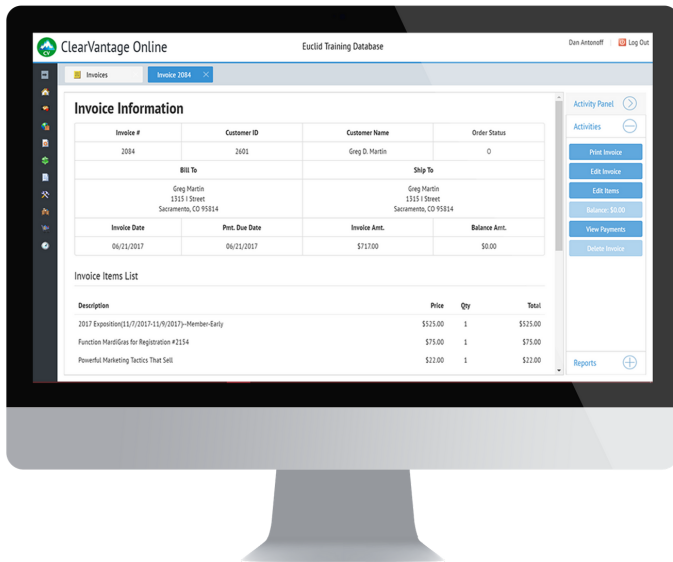 ClearVantage Online
Euclid Training Database
Dan Antonoff
Log Out
CV
Invoices
Invoice 2084
Invoice Information
Invoice # Customer ID Customer Name Order Status
2084 2601 Greg D. Martin O
Bill To Ship To
Greg Martin Greg Martin
1315 I Street 1315 I Street
Sacramento, CO 95814 Sacramento, CO 95814
Invoice Date Pmt. Due Date Invoice Amt. Balance Amt.
06/21/2017 06/21/2017 $717.00 $0.00
Invoice Items List
Description Price Qty Total
2017 Exposition(11/7/2017-11/9/2017)--Member-Early $525.00 1 $525.00
Function MardiGras for Registration #2154 $75.00 1 $75.00
Powerful Marketing Tactics That Sell $22.00 1 $22.00
Activity Panel
Activities
Print Invoice
Edit Invoice
Edit Items
Balance: $0.00
View Payments
Delete Invoice
Reports